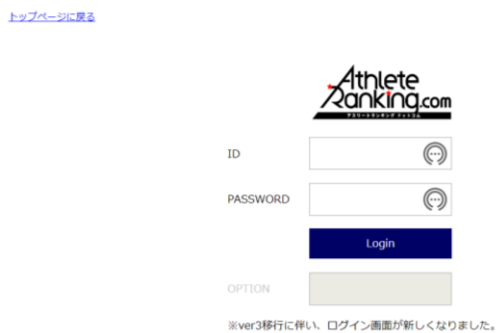 トップページに戻る
Athlete
Ranking.com
アスリートランキング ドットコム
ID
PASSWORD
Login
OPTION
※ver3移行に伴い、ログイン画面が新しくなりました。